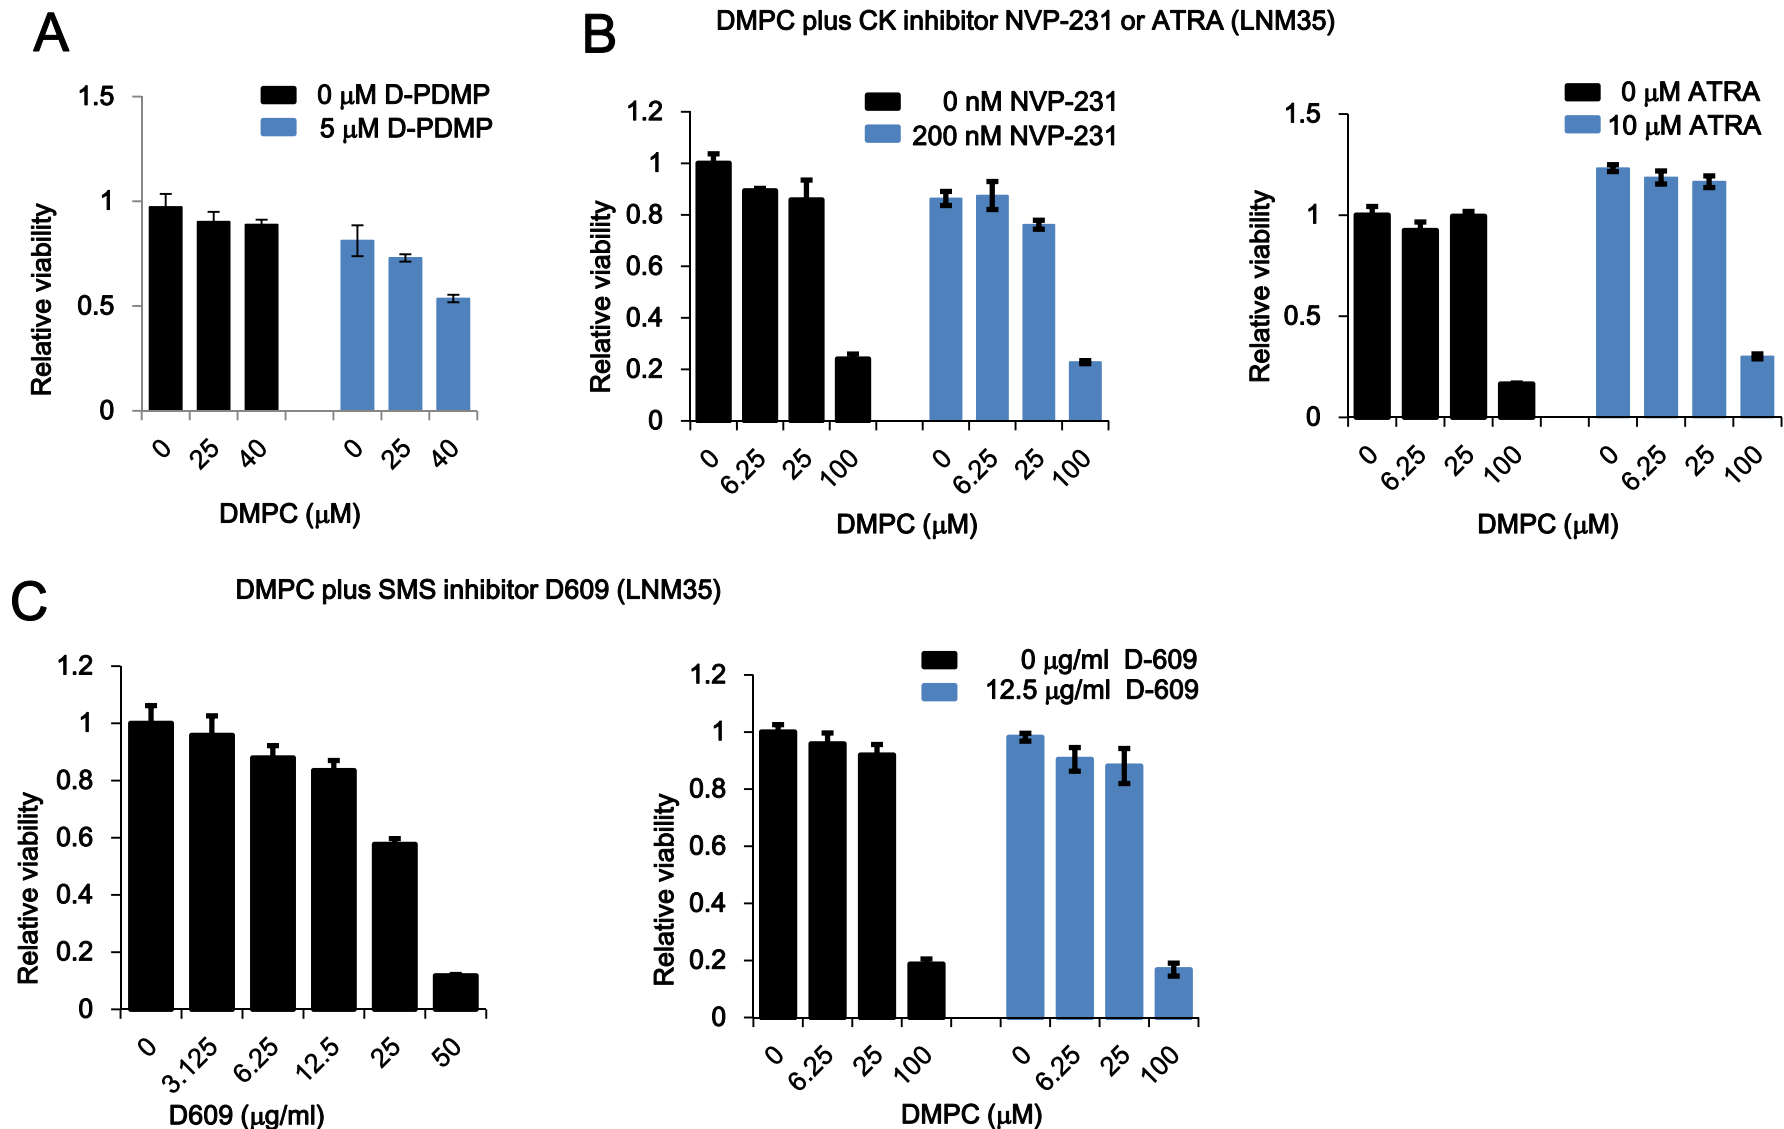 A
0 μM D-PDMP
5 μM D-PDMP
1.5
1
0.5
0
Relative viability
0 25 40 0 25 40
DMPC (μM)
B
DMPC plus CK inhibitor NVP-231 or ATRA (LNM35)
0 nM NVP-231
200 nM NVP-231
1.2
1
0.8
0.6
0.4
0.2
0
Relative viability
0 6.25 25 100 0 6.25 25 100
DMPC (μM)
0 μM ATRA
10 μM ATRA
1.5
1
0.5
0
Relative viability
0 6.25 25 100 0 6.25 25 100
DMPC (μM)
C
DMPC plus SMS inhibitor D609 (LNM35)
1.2
1
0.8
0.6
0.4
0.2
0
Relative viability
0 3.125 6.25 12.5 25 50
D609 (μg/ml)
0 μg/ml D-609
12.5 μg/ml D-609
1.2
1
0.8
0.6
0.4
0.2
0
Relative viability
0 6.25 25 100 0 6.25 25 100
DMPC (μM)